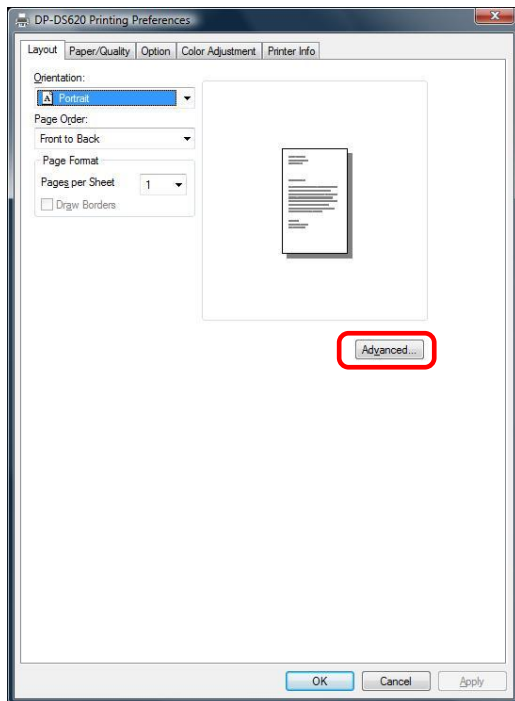 DP-DS620 Printing Preferences
Layout Paper/Quality Option Color Adjustment Printer Info
Orientation:
A Portrait
Page Order:
Front to Back
Page Format
Pages per Sheet 1
Draw Borders
Advanced...
OK Cancel Apply